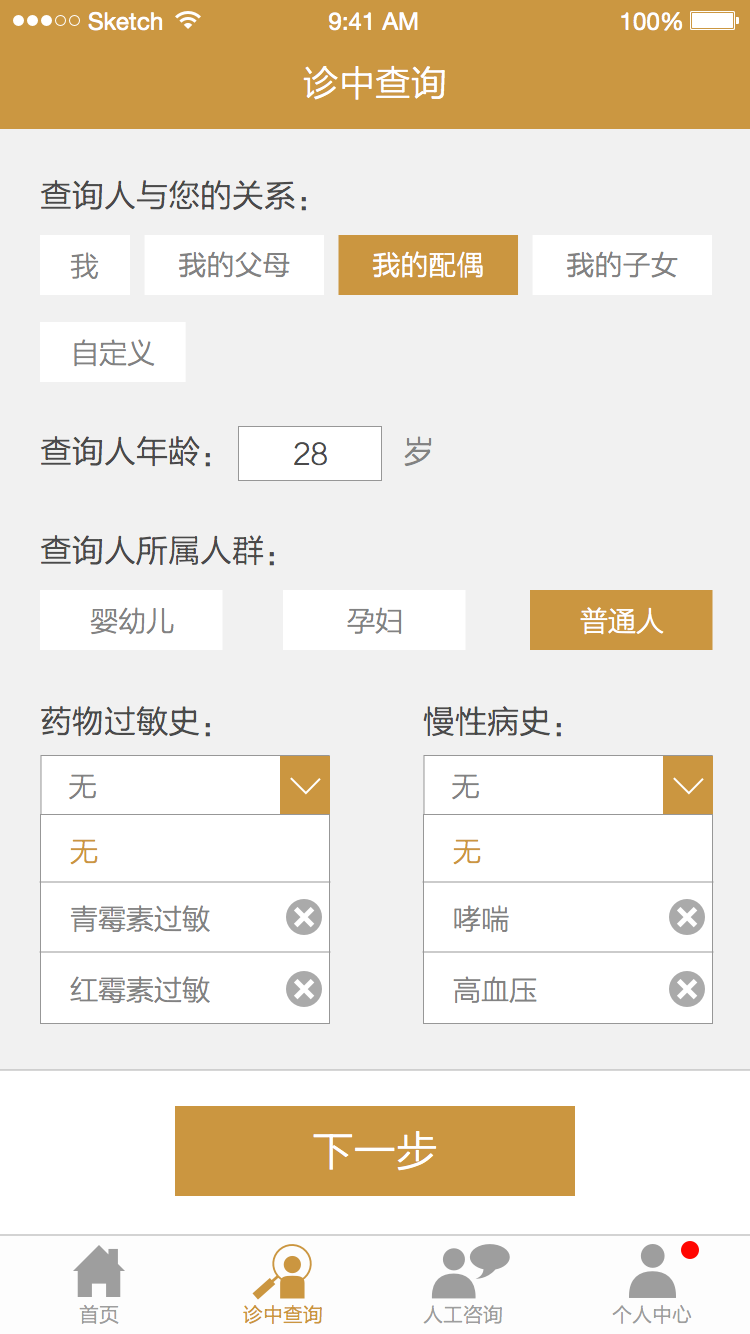 Sketch 9:41 AM 100%
诊中查询
查询人与您的关系：
我 我的父母 我的配偶 我的子女
自定义
查询人年龄： 28 岁
查询人所属人群：
婴幼儿 孕妇 普通人
药物过敏史： 慢性病史：
无 无
无 无
青霉素过敏 哮喘
红霉素过敏 高血压
下一步
首页 诊中查询 人工咨询 个人中心